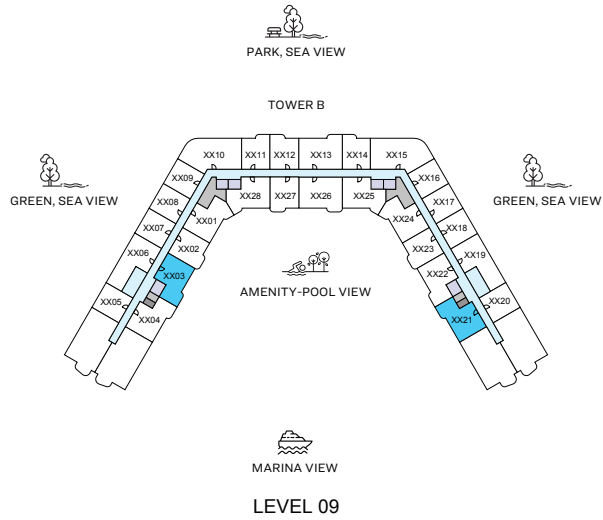 PARK, SEA VIEW
TOWER B
XX10 XX11 XX12 XX13 XX14 XX15
XX09 XX16
GREEN, SEA VIEW GREEN, SEA VIEW
XX28 XX27 XX26 XX25
XX08 XX01 XX24 XX17
XX07 XX02 XX23 XX18
XX06 XX03 XX22 XX19
AMENITY-POOL VIEW
XX05 XX04 XX21 XX20
MARINA VIEW
LEVEL 09